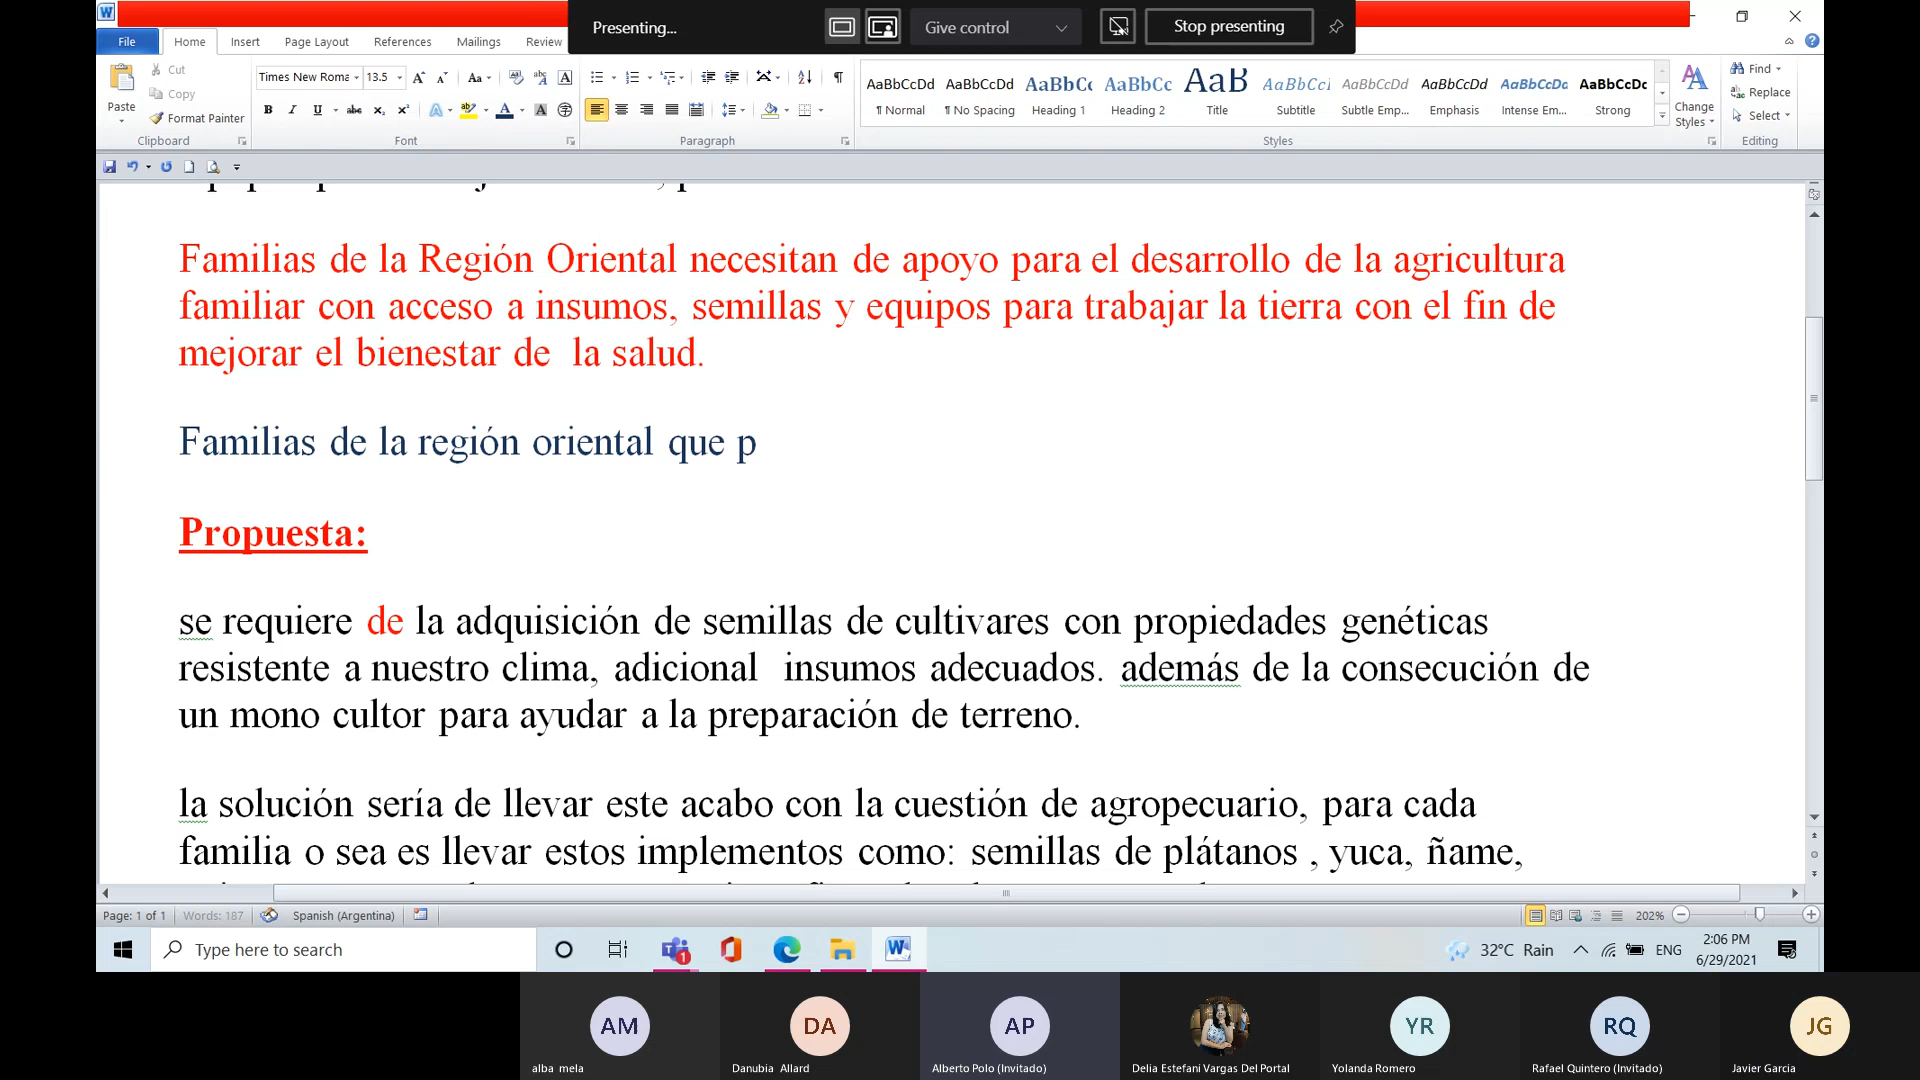 Presenting...
Give control
Stop presenting
File
Home
Insert
Page Layout
References
Mailings
Review
Paste
Cut
Copy
Format Painter
Clipboard
Times New Roma
13.5
Font
Paragraph
AaBbCcDd
¶ Normal
AaBbCcDd
¶ No Spacing
AaBbCc
Heading 1
AaBbCc
Heading 2
AaB
Title
AaBbCcI
Subtitle
AaBbCcDd
Subtle Emp...
AaBbCcDd
Emphasis
AaBbCcDc
Intense Em...
AaBbCcDc
Strong
Styles
Change
Styles
Find
Replace
Select
Editing
Familias de la Región Oriental necesitan de apoyo para el desarrollo de la agricultura
familiar con acceso a insumos, semillas y equipos para trabajar la tierra con el fin de
mejorar el bienestar de  la salud.
Familias de la región oriental que p
Propuesta:
se requiere de la adquisición de semillas de cultivares con propiedades genéticas
resistente a nuestro clima, adicional  insumos adecuados. además de la consecución de
un mono cultor para ayudar a la preparación de terreno.
la solución sería de llevar este acabo con la cuestión de agropecuario, para cada
familia o sea es llevar estos implementos como: semillas de plátanos , yuca, ñame,
Page: 1 of 1
Words: 187
Spanish (Argentina)
202%
Type here to search
1
32°C Rain
ENG
2:06 PM
6/29/2021
AM
DA
AP
YR
RQ
JG
alba mela
Danubia Allard
Alberto Polo (Invitado)
Delia Estefani Vargas Del Portal
Yolanda Romero
Rafael Quintero (Invitado)
Javier Garcia